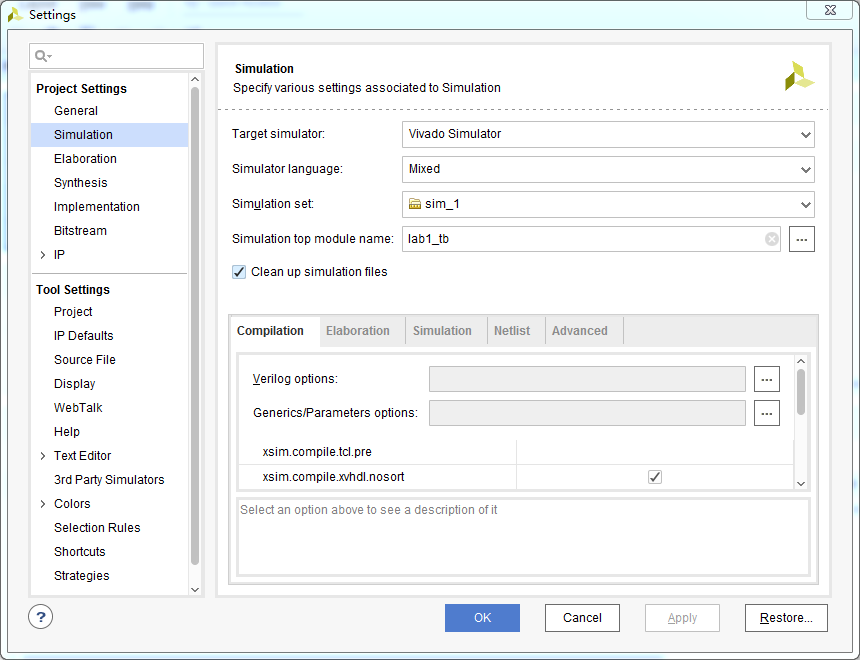 Settings
Project Settings
General
Simulation
Elaboration
Synthesis
Implementation
Bitstream
IP
Tool Settings
Project
IP Defaults
Source File
Display
WebTalk
Help
Text Editor
3rd Party Simulators
Colors
Selection Rules
Shortcuts
Strategies
Simulation
Specify various settings associated to Simulation
Target simulator: Vivado Simulator
Simulator language: Mixed
Simulation set: sim_1
Simulation top module name: lab1_tb ...
Clean up simulation files
Compilation Elaboration Simulation Netlist Advanced
Verilog options: ...
Generics/Parameters options: ...
xsim.compile.tcl.pre
xsim.compile.xvhdl.nosort
Select an option above to see a description of it
? OK Cancel Apply Restore...